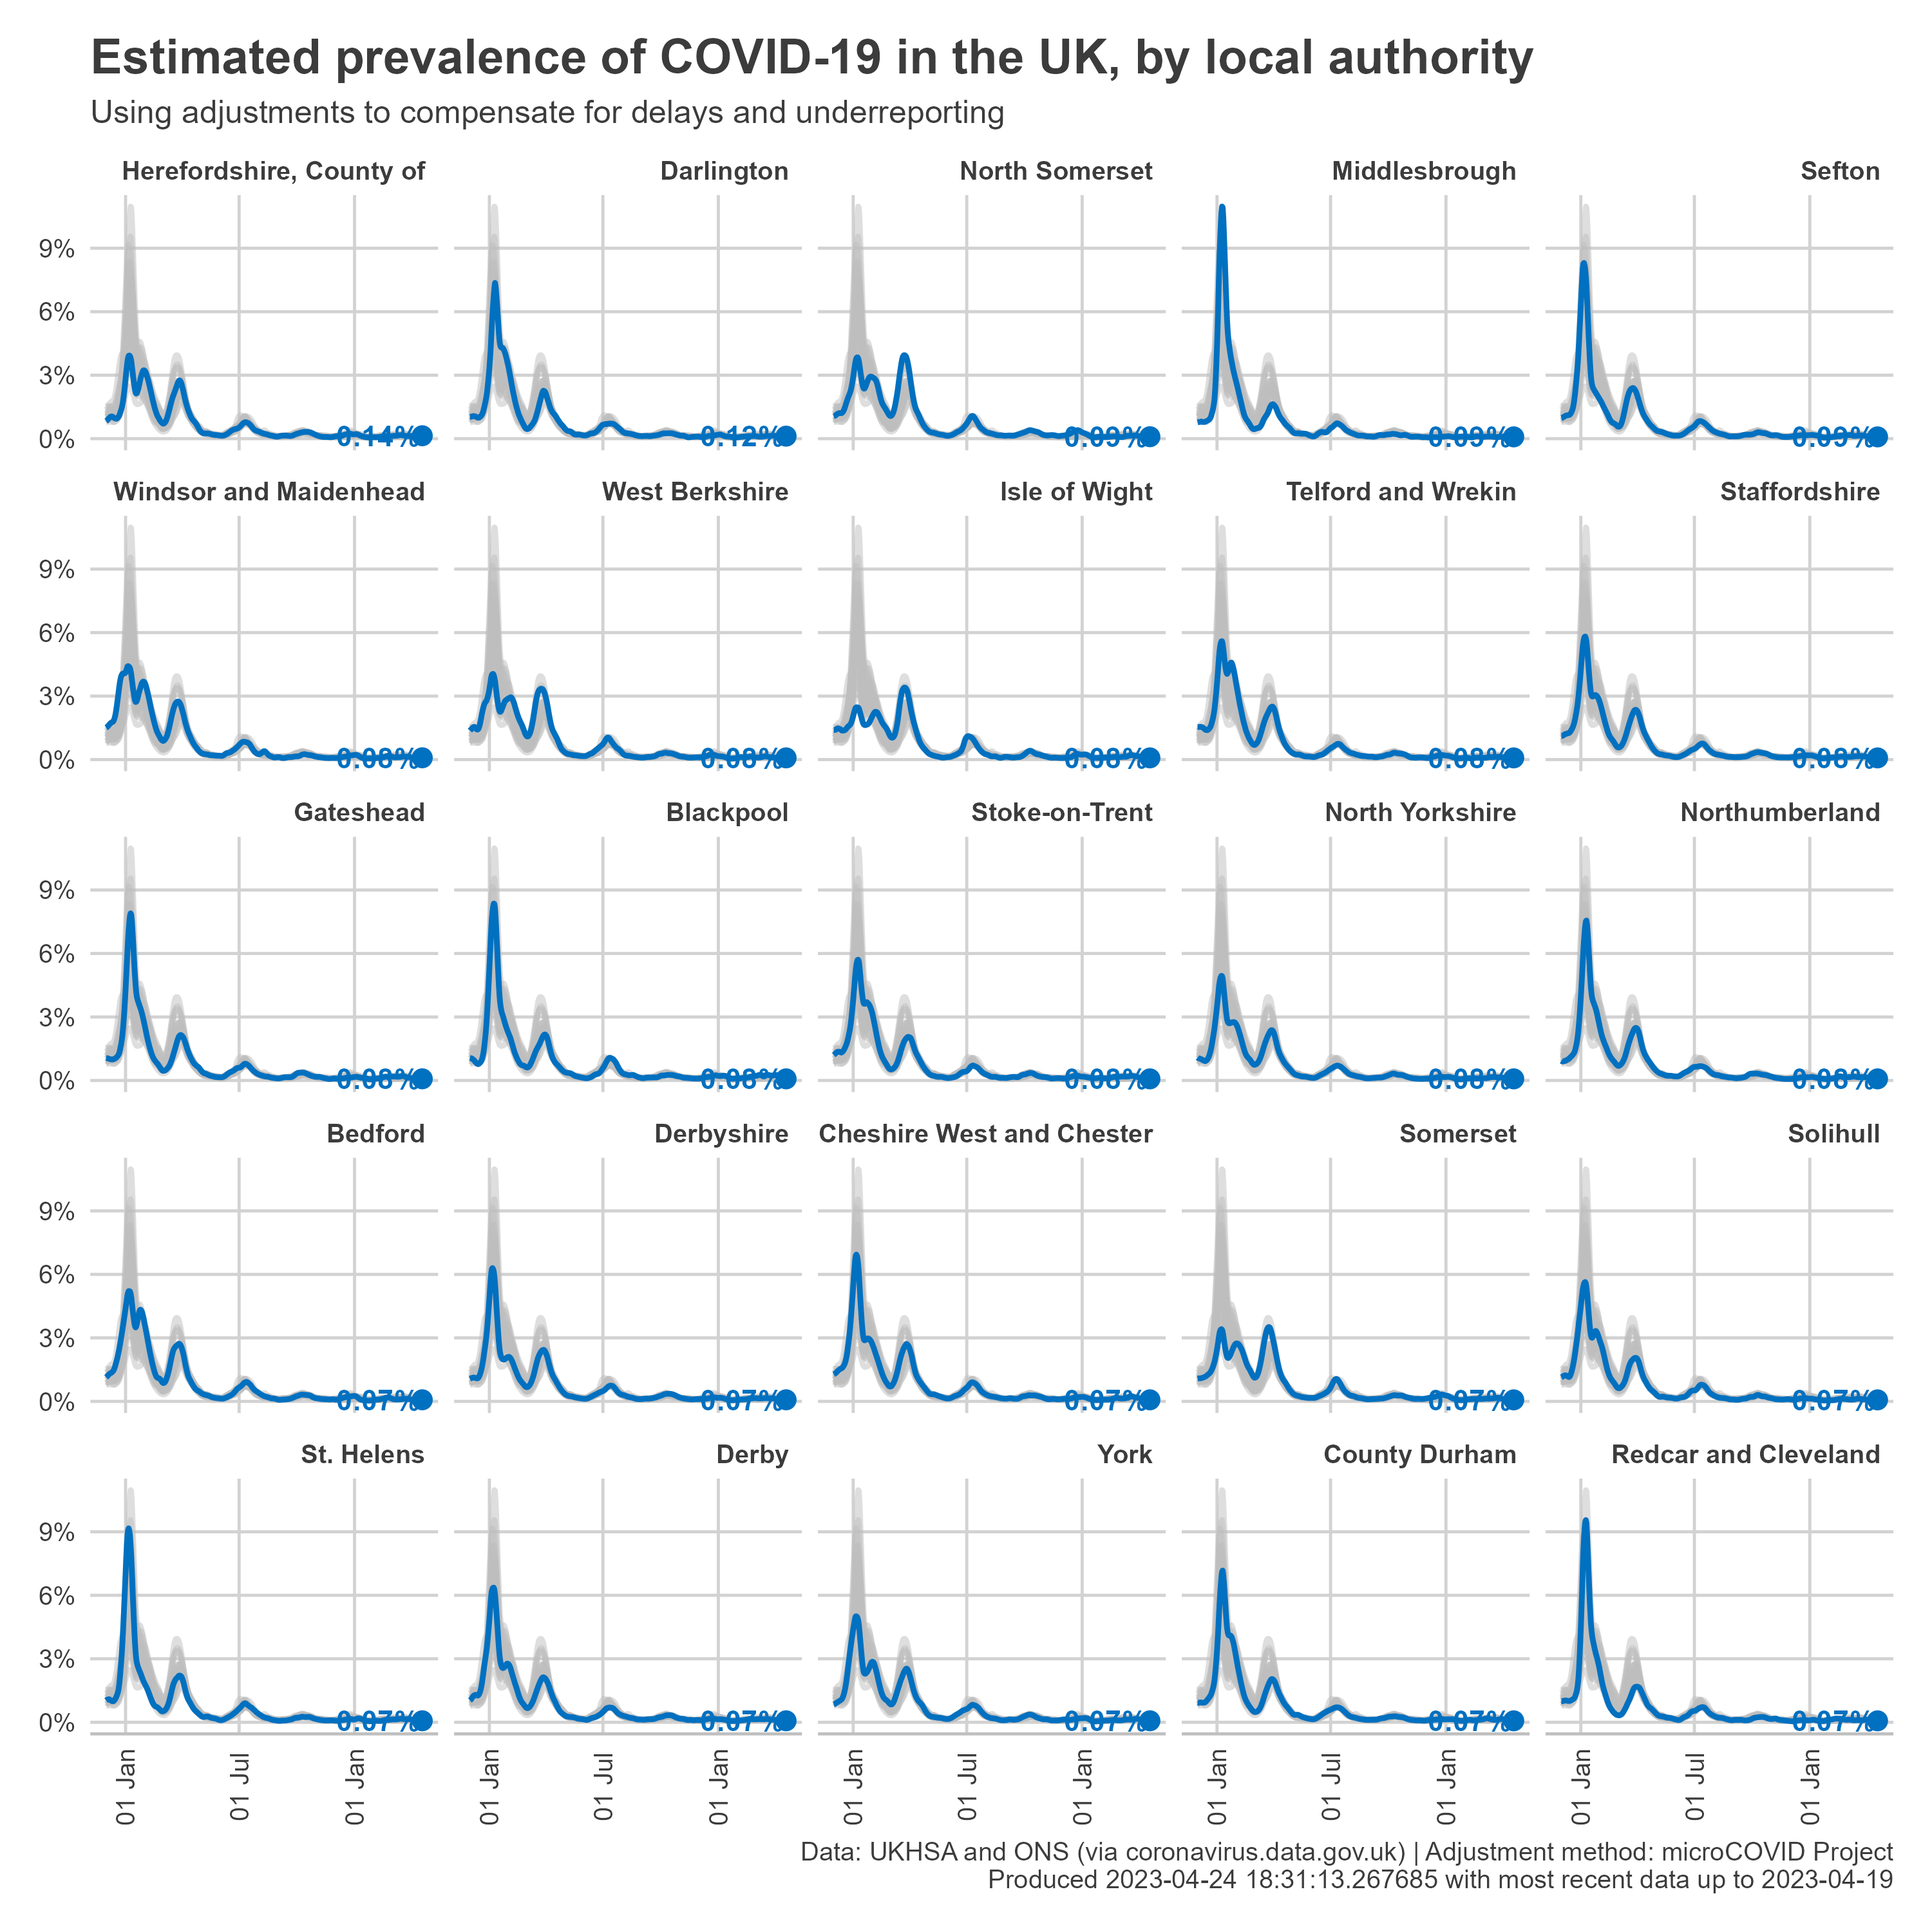 Estimated prevalence of COVID-19 in the UK, by local authority
Using adjustments to compensate for delays and underreporting
Herefordshire, County of
Darlington
North Somerset
Middlesbrough
Sefton
9%
6%
3%
0%
0.14%
0.12%
0.09%
0.09%
0.09%
Windsor and Maidenhead
West Berkshire
Isle of Wight
Telford and Wrekin
Staffordshire
9%
6%
3%
0%
0.08%
0.08%
0.08%
0.08%
0.08%
Gateshead
Blackpool
Stoke-on-Trent
North Yorkshire
Northumberland
9%
6%
3%
0%
0.08%
0.08%
0.08%
0.08%
0.08%
Bedford
Derbyshire
Cheshire West and Chester
Somerset
Solihull
9%
6%
3%
0%
0.07%
0.07%
0.07%
0.07%
0.07%
St. Helens
Derby
York
County Durham
Redcar and Cleveland
9%
6%
3%
0%
0.07%
0.07%
0.07%
0.07%
0.07%
01 Jan
01 Jul
01 Jan
01 Jan
01 Jul
01 Jan
01 Jan
01 Jul
01 Jan
01 Jan
01 Jul
01 Jan
01 Jan
01 Jul
01 Jan
Data: UKHSA and ONS (via coronavirus.data.gov.uk) | Adjustment method: microCOVID Project
Produced 2023-04-24 18:31:13.267685 with most recent data up to 2023-04-19